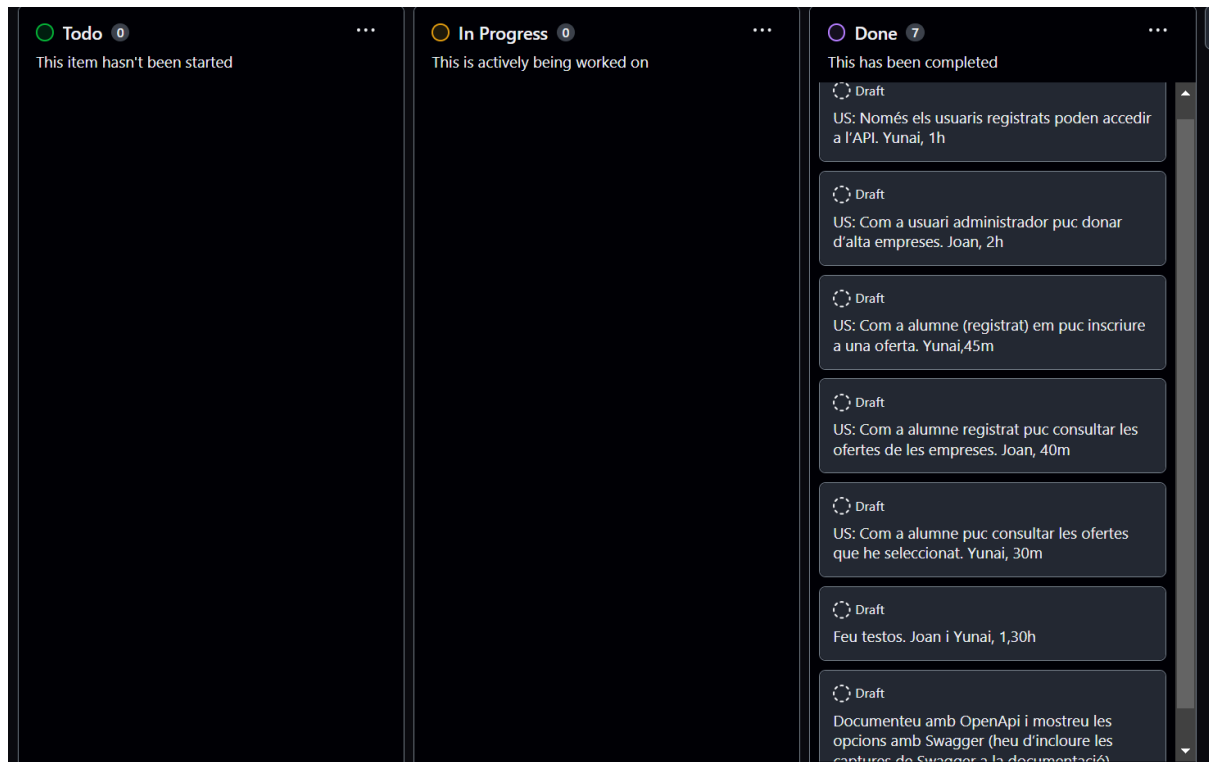 Todo 0
This item hasn't been started
In Progress 0
This is actively being worked on
Done 7
This has been completed
Draft
US: Només els usuaris registrats poden accedir
a l'API. Yunai, 1h
Draft
US: Com a usuari administrador puc donar
d'alta empreses. Joan, 2h
Draft
US: Com a alumne (registrat) em puc inscriure
a una oferta. Yunai,45m
Draft
US: Com a alumne registrat puc consultar les
ofertes de les empreses. Joan, 40m
Draft
US: Com a alumne puc consultar les ofertes
que he seleccionat. Yunai, 30m
Draft
Feu testos. Joan i Yunai, 1,30h
Draft
Documenteu amb OpenApi i mostreu les
opcions amb Swagger (heu d'incloure les
captures de Swagger a la documentació)